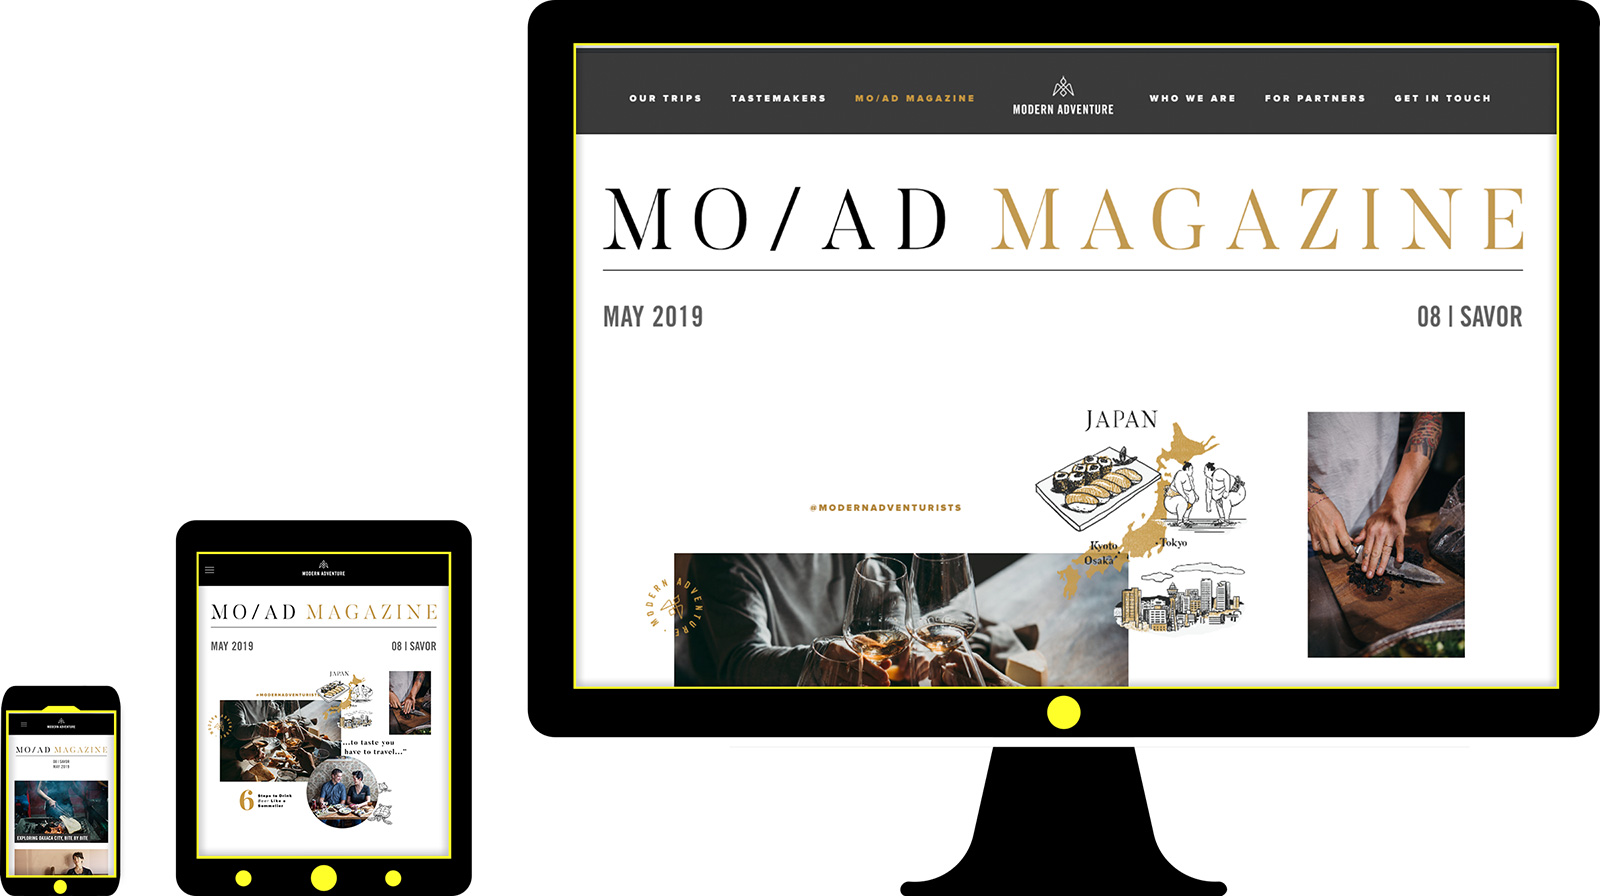 OUR TRIPS TASTEMAKERS MO/AD MAGAZINE MODERN ADVENTURE WHO WE ARE FOR PARTNERS GET IN TOUCH
MO/AD MAGAZINE
MAY 2019 08 | SAVOR
JAPAN
@MODERNADVENTURISTS
Kyoto Tokyo
Osaka
MODERN ADVENTURE
MODERN ADVENTURE
MO/AD MAGAZINE
MAY 2019 08 | SAVOR
JAPAN
@MODERNADVENTURISTS
...to taste you
have to travel..."
6 Steps to Drink
Beer Like a
Sommelier
MODERN ADVENTURE
MO/AD MAGAZINE
08 | SAVOR
MAY 2019
EXPLORING OAXACA CITY, BITE BY BITE